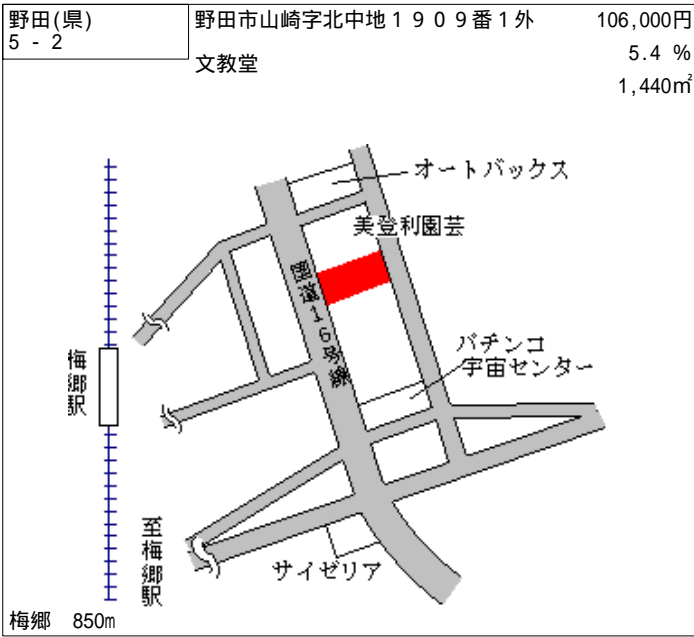 野田(県)
5 - 2
野田市山崎字北中地１９０９番１外
106,000円
文教堂
5.4 %
1,440㎡
オートバックス
美登利園芸
国道16号線
パチンコ
宇宙センター
梅郷駅
至梅郷駅
サイゼリア
梅郷 850m